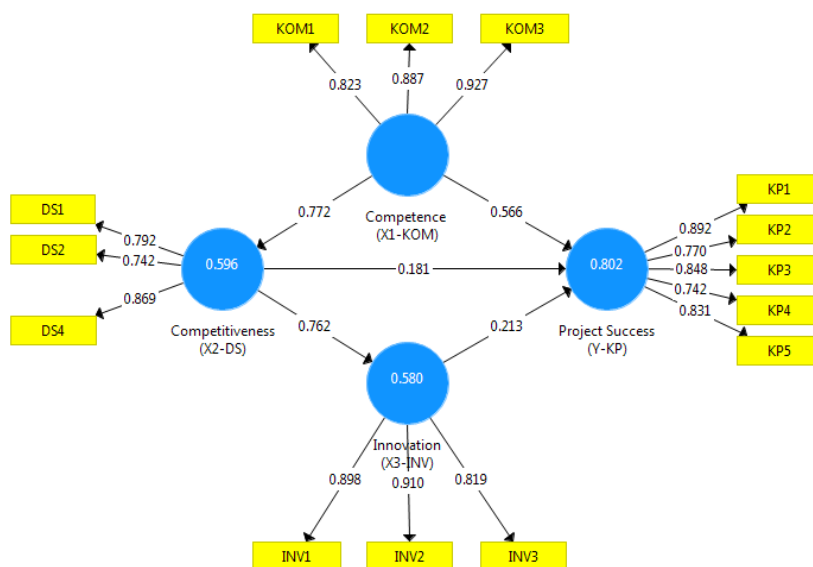 KOM1
KOM2
KOM3
0.823
0.887
0.927
Competence
(X1-KOM)
0.772
0.566
DS1
DS2
DS4
0.792
0.742
0.869
0.596
Competitiveness
(X2-DS)
0.181
0.802
Project Success
(Y-KP)
0.892
0.770
0.848
0.742
0.831
KP1
KP2
KP3
KP4
KP5
0.762
0.213
0.580
Innovation
(X3-INV)
0.898
0.910
0.819
INV1
INV2
INV3